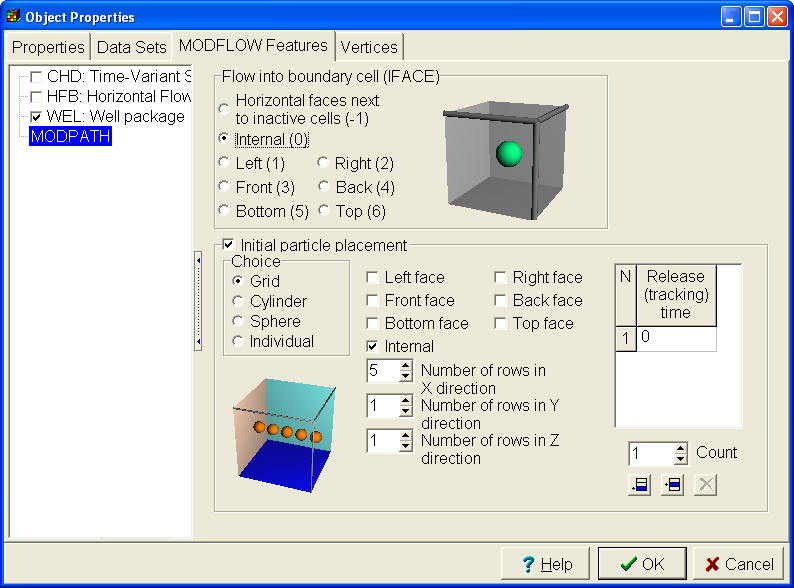 Object Properties
Properties
Data Sets
MODFLOW Features
Vertices
CHD: Time-Variant S
HFB: Horizontal Flow
WEL: Well package
MODPATH
Flow into boundary cell (IFACE)
Horizontal faces next
to inactive cells (-1)
Internal (0)
Left (1)
Right (2)
Front (3)
Back (4)
Bottom (5)
Top (6)
Initial particle placement
Choice
Grid
Cylinder
Sphere
Individual
Left face
Right face
Front face
Back face
Bottom face
Top face
Internal
5
Number of rows in
X direction
1
Number of rows in Y
direction
1
Number of rows in Z
direction
N
Release
(tracking)
time
1
0
1
Count
Help
OK
Cancel